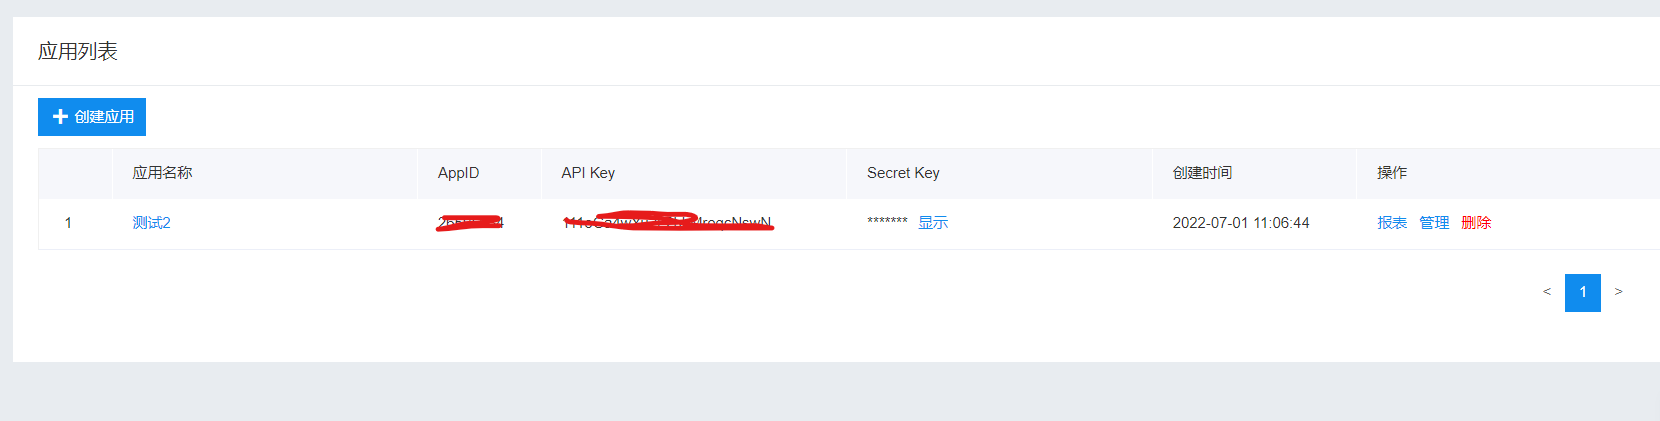 应用列表
创建应用
应用名称 AppID API Key Secret Key 创建时间 操作
1 测试2 ******* 显示 2022-07-01 11:06:44 报表 管理 删除
< 1 >